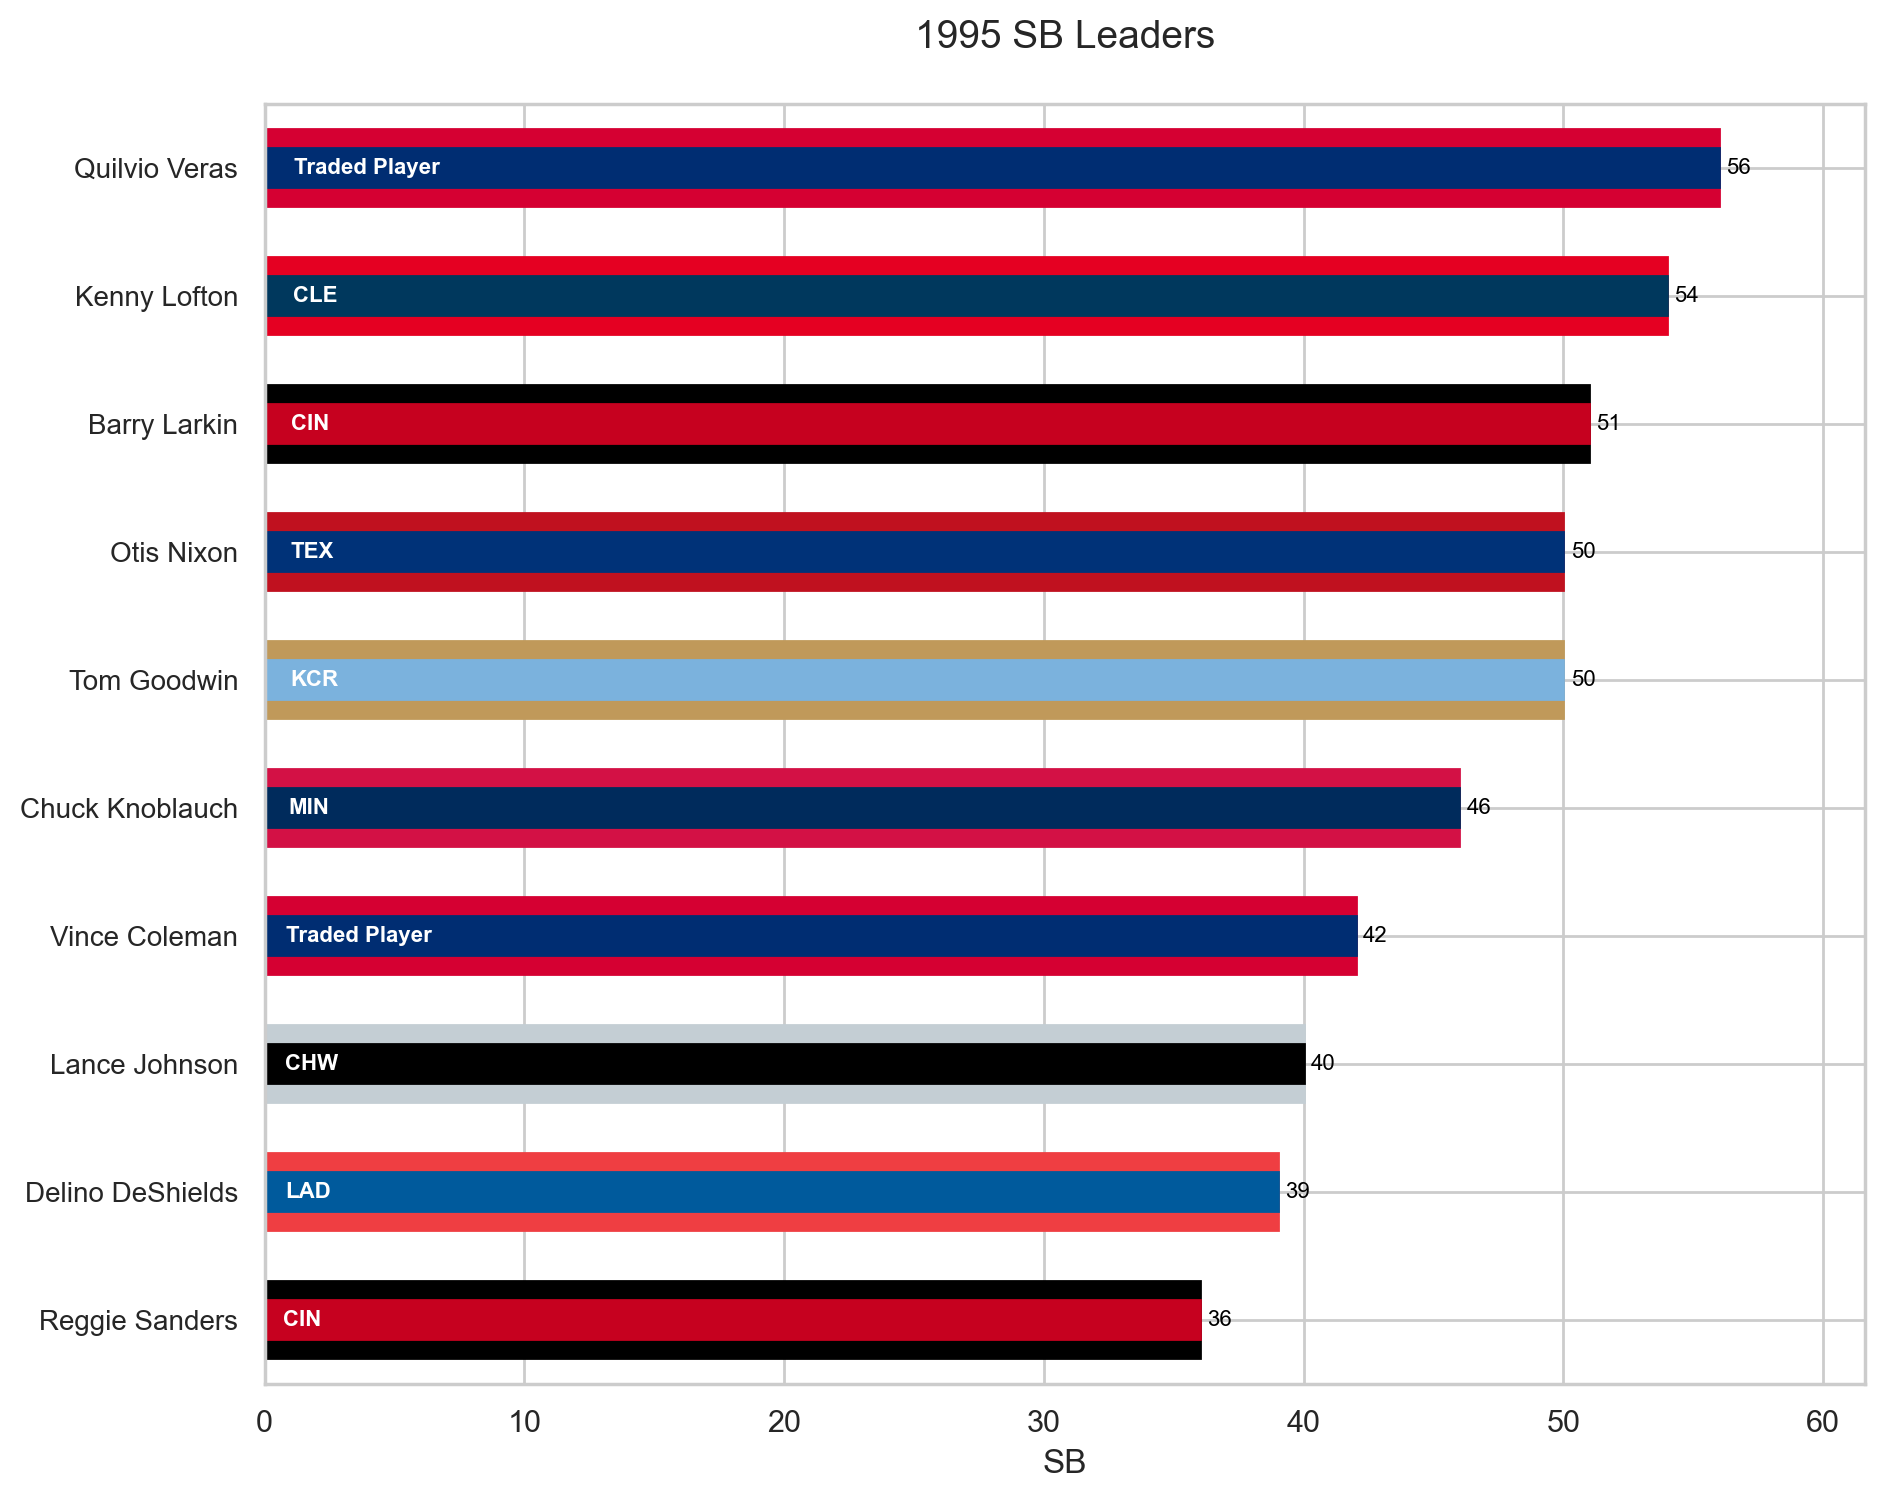 1995 SB Leaders
Quilvio Veras
Traded Player
56
Kenny Lofton
CLE
54
Barry Larkin
CIN
51
Otis Nixon
TEX
50
Tom Goodwin
KCR
50
Chuck Knoblauch
MIN
46
Vince Coleman
Traded Player
42
Lance Johnson
CHW
40
Delino DeShields
LAD
39
Reggie Sanders
CIN
36
0 10 20 30 40 50 60
SB